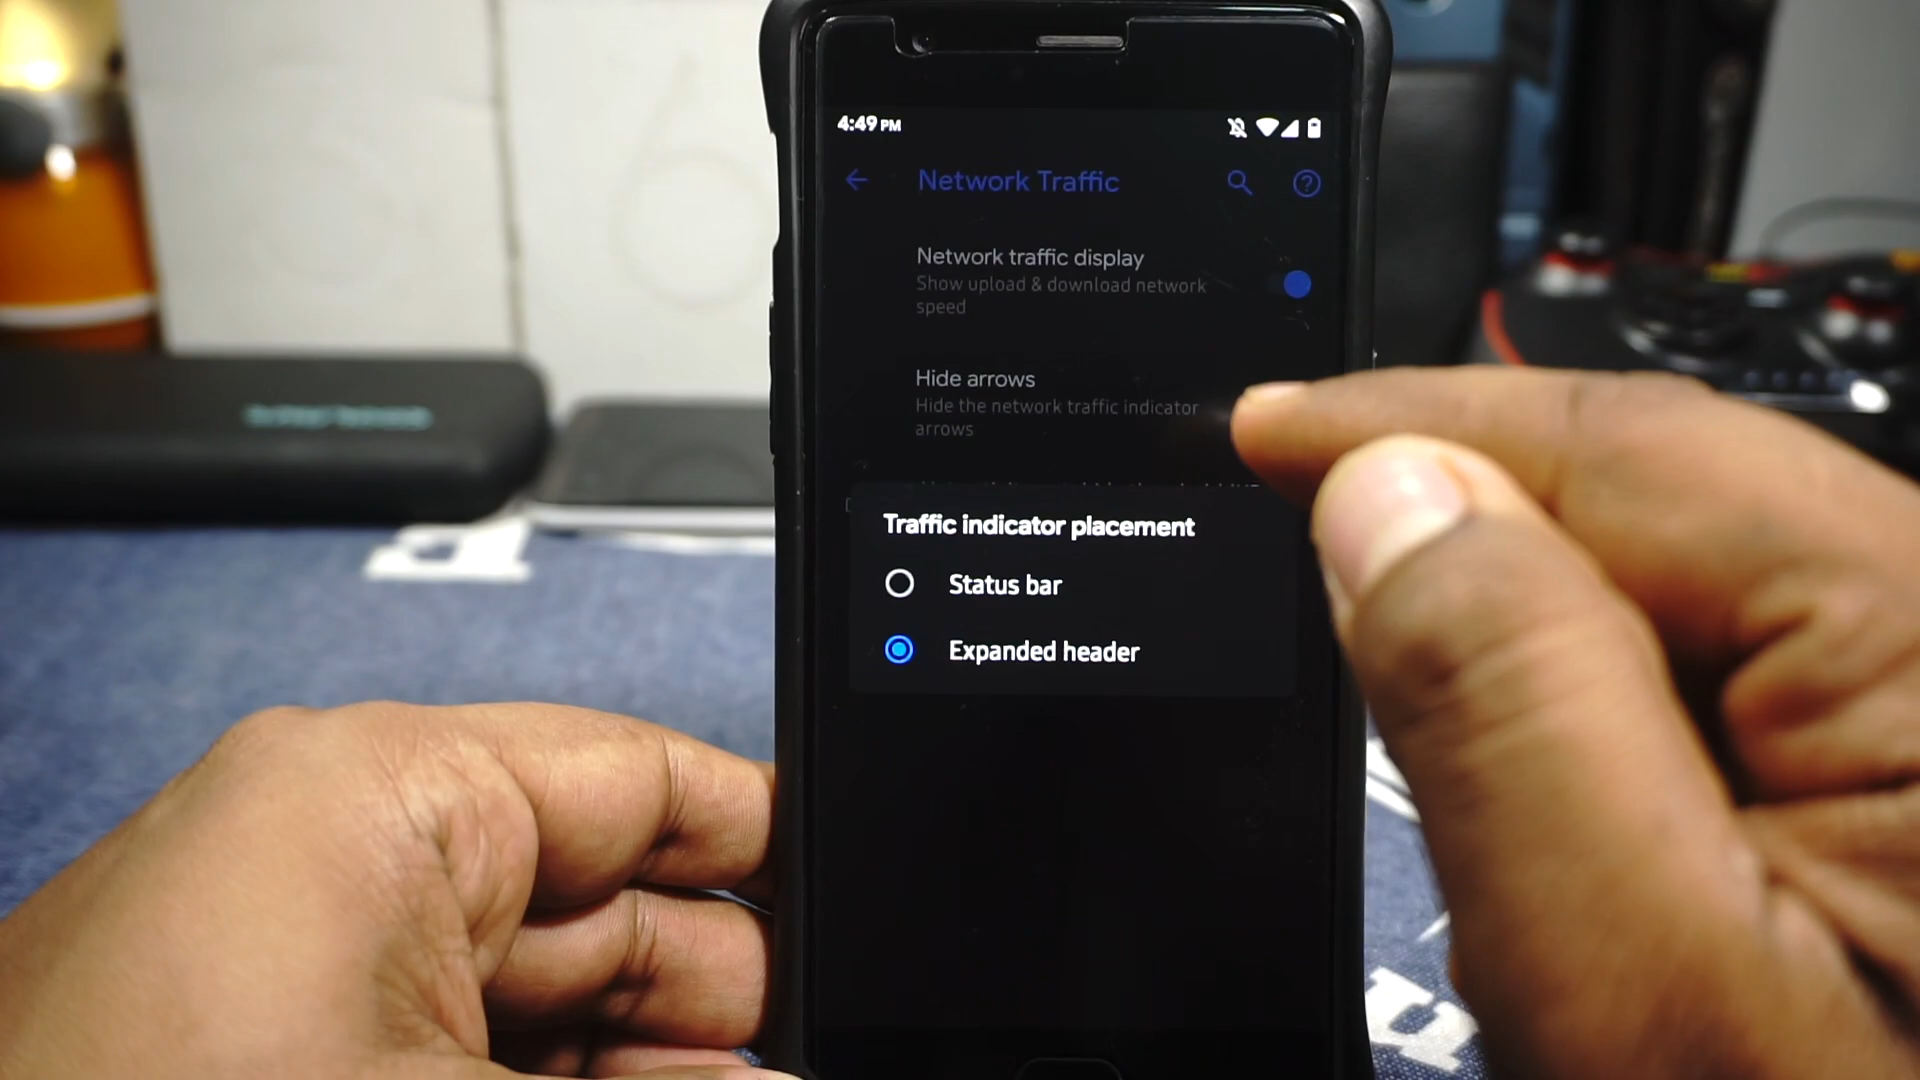 4:49 PM
Network Traffic
Network traffic display
Show upload & download network
speed
Hide arrows
Hide the network traffic indicator
arrows
Traffic indicator placement
Status bar
Expanded header